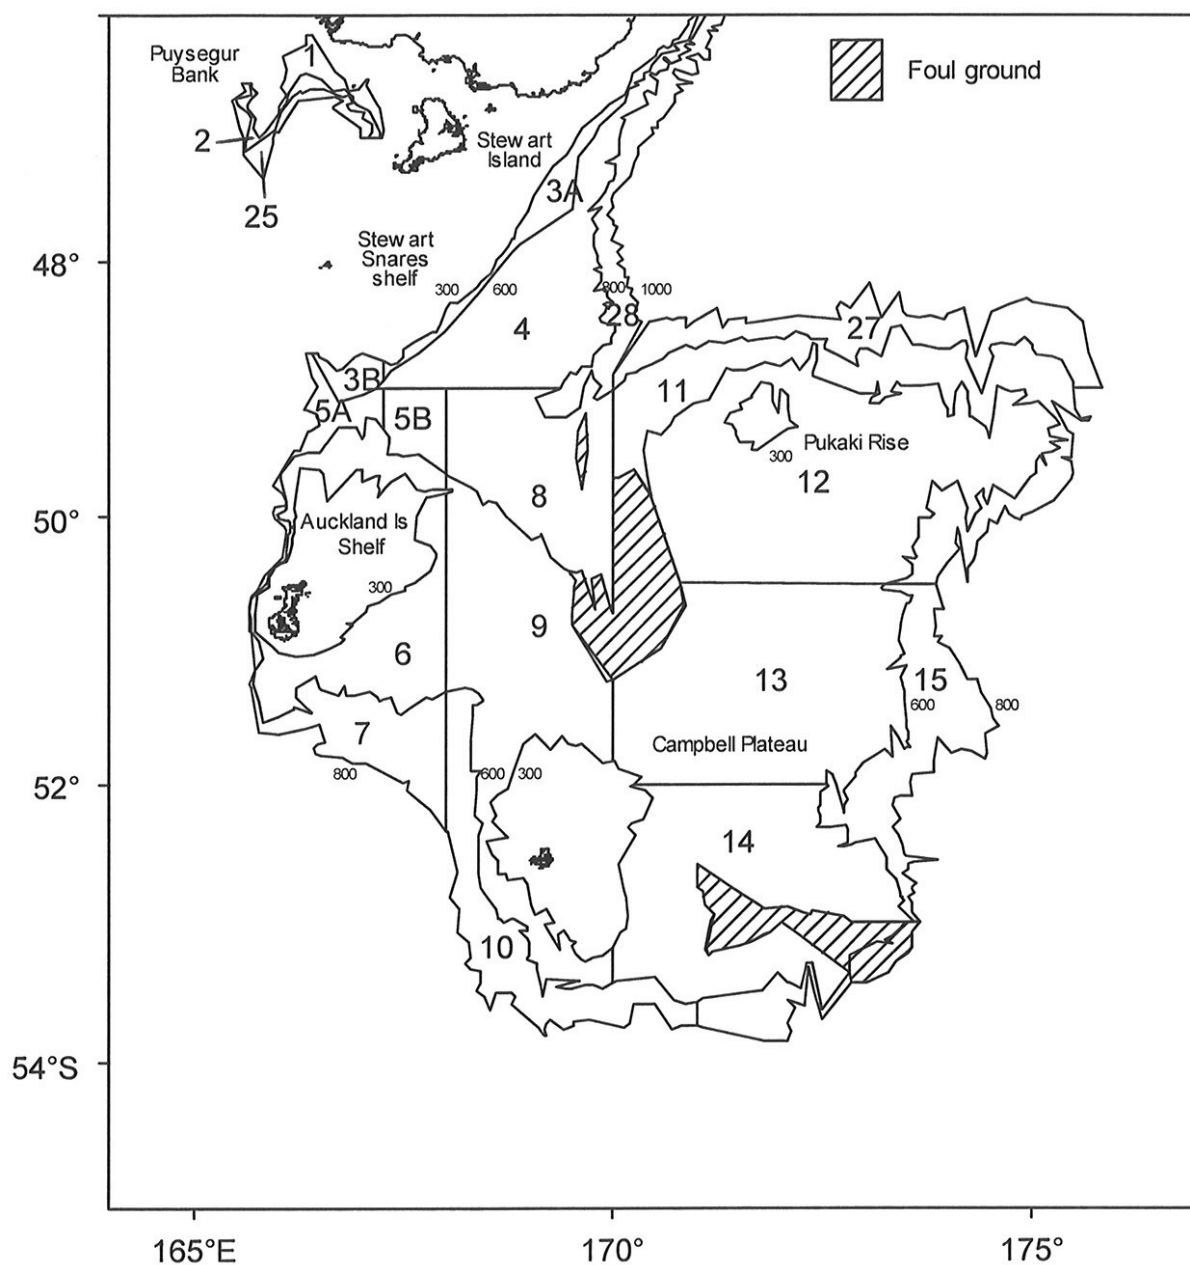 Puysegur
Bank
1
Foul ground
2
Stew art
Island
25
3A
Stew art
Snares
shelf
48°
300
600
800
1000
28
27
4
3B
11
5A
5B
Pukaki Rise
300
12
8
50°
Auckland Is
Shelf
300
9
6
13
15
600
800
7
Campbell Plateau
800
600
300
52°
14
10
54°S
165°E
170°
175°